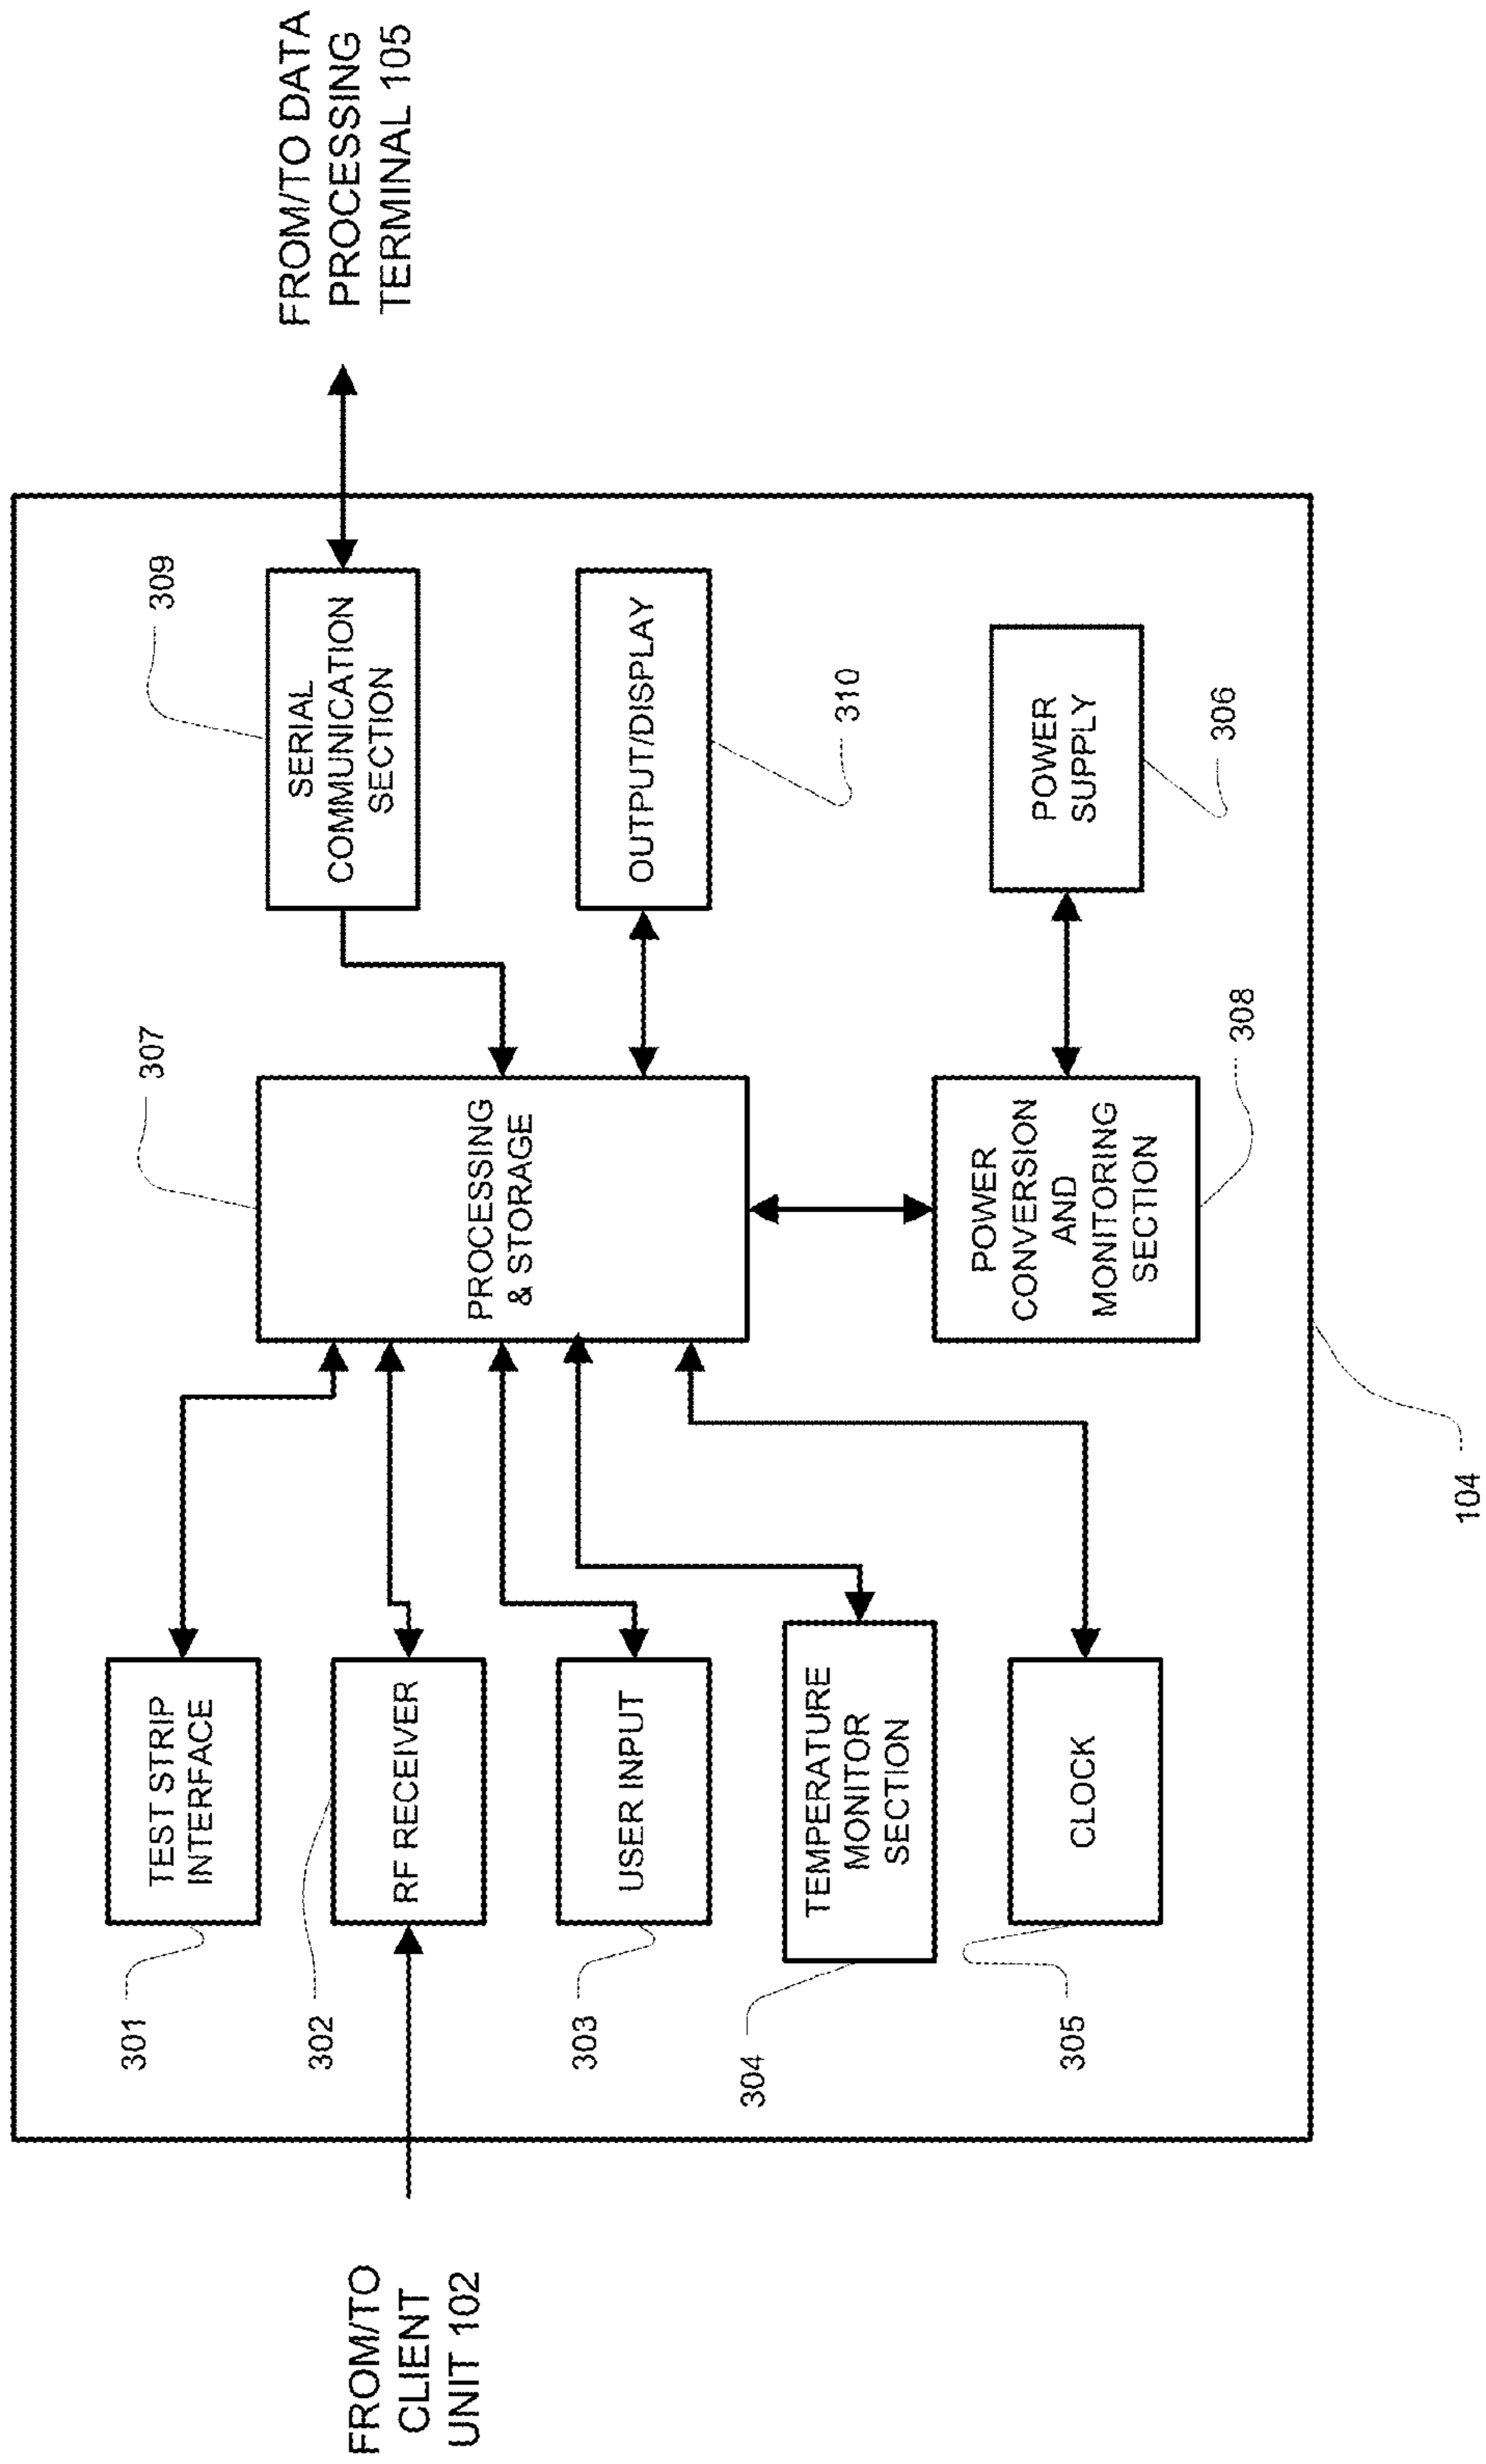 FROM/TO
CLIENT
UNIT 102
301
TEST STRIP
INTERFACE
302
RF RECEIVER
303
USER INPUT
304
TEMPERATURE
MONITOR
SECTION
305
CLOCK
307
PROCESSING
& STORAGE
POWER
CONVERSION
AND
MONITORING
SECTION
308
309
SERIAL
COMMUNICATION
SECTION
OUTPUT/DISPLAY
310
POWER
SUPPLY
306
104
FROM/TO DATA
PROCESSING
TERMINAL 105